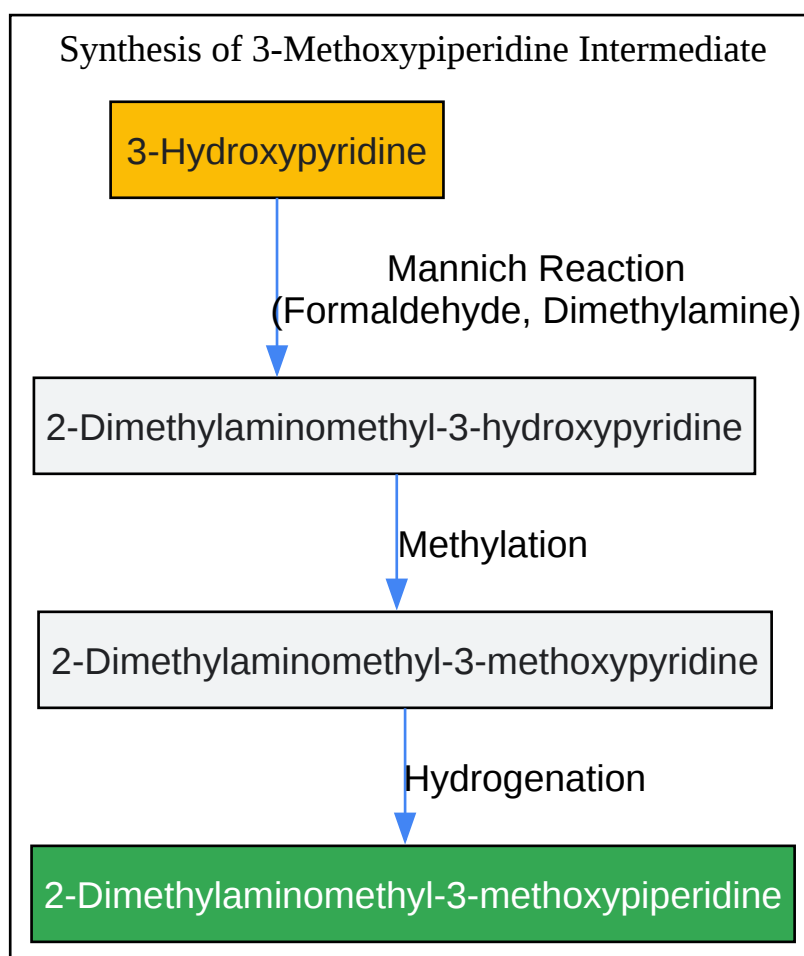 Synthesis of 3-Methoxypiperidine Intermediate
3-Hydroxypyridine
Mannich Reaction
(Formaldehyde, Dimethylamine)
2-Dimethylaminomethyl-3-hydroxypyridine
Methylation
2-Dimethylaminomethyl-3-methoxypyridine
Hydrogenation
2-Dimethylaminomethyl-3-methoxypiperidine